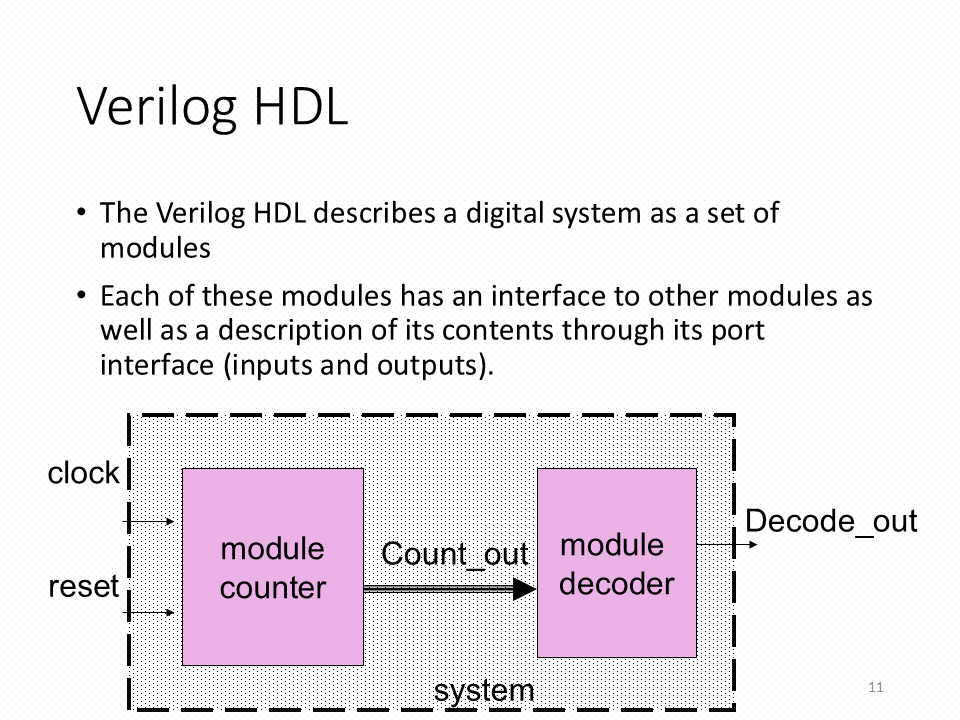 Verilog HDL
• The Verilog HDL describes a digital system as a set of
modules
• Each of these modules has an interface to other modules as
well as a description of its contents through its port
interface (inputs and outputs).
clock
reset
module
counter
Count_out
module
decoder
Decode_out
system
11